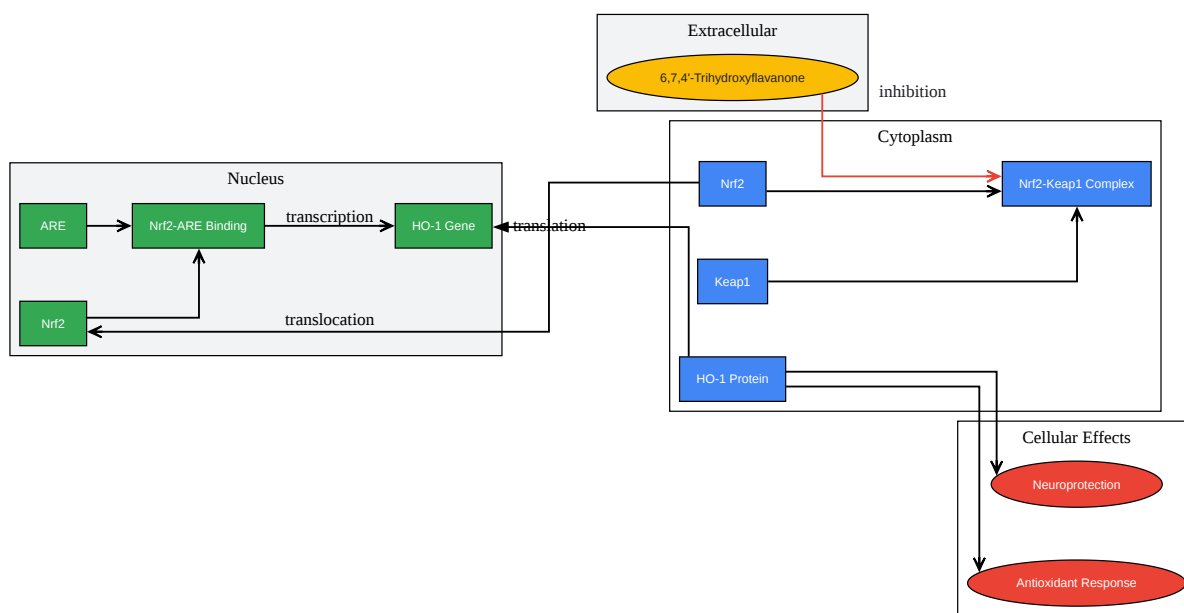 Extracellular
6,7,4'-Trihydroxyflavanone
inhibition
Cytoplasm
Nrf2
Nrf2-Keap1 Complex
Keap1
HO-1 Protein
Nucleus
ARE
Nrf2-ARE Binding
transcription
HO-1 Gene
translation
Nrf2
translocation
Cellular Effects
Neuroprotection
Antioxidant Response